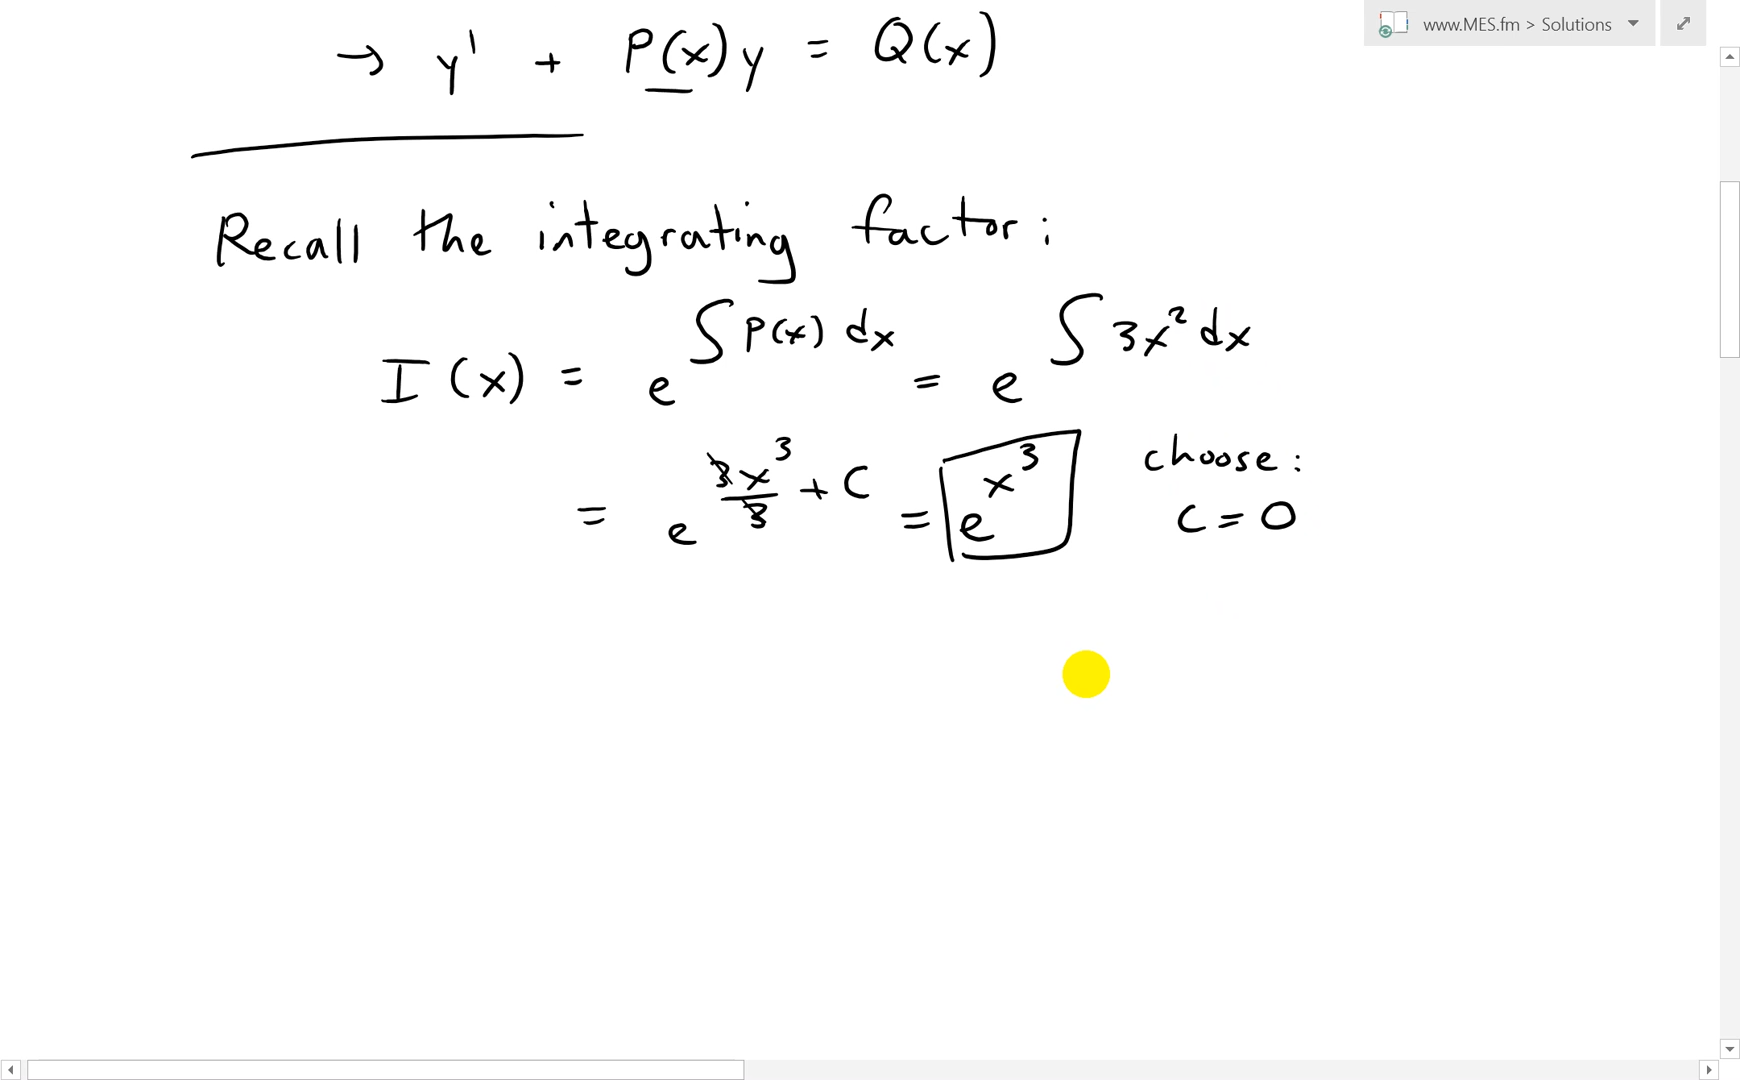 www.MES.fm > Solutions
→ y' + P(x)y = Q(x)
Recall the integrating factor:
I(x) = e^∫P(x) dx = e^∫3x² dx
= e^(3x³/3 + C) = e^x³ choose:
C = 0